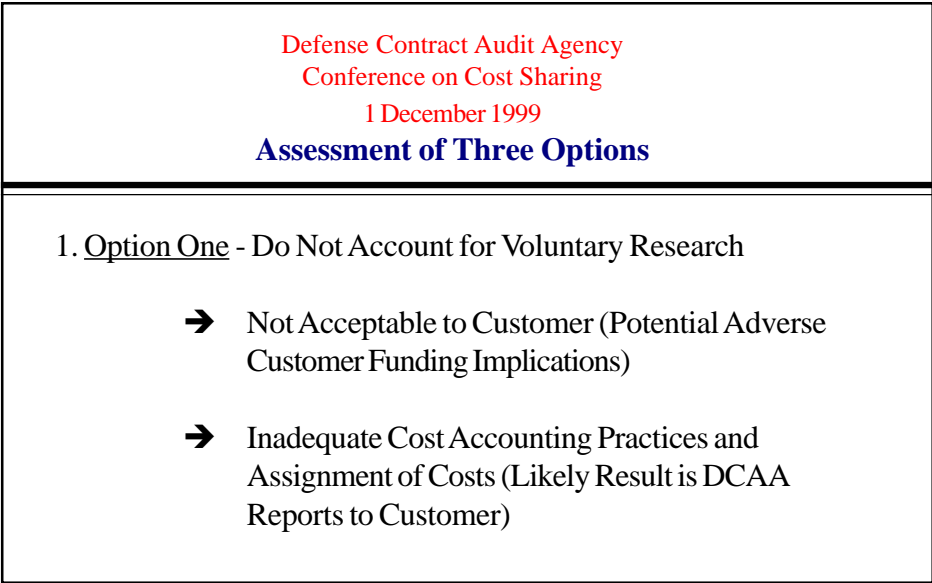 Defense Contract Audit Agency
Conference on Cost Sharing
1 December 1999
Assessment of Three Options
1. Option One - Do Not Account for Voluntary Research
➔ Not Acceptable to Customer (Potential Adverse
Customer Funding Implications)
➔ Inadequate Cost Accounting Practices and
Assignment of Costs (Likely Result is DCAA
Reports to Customer)